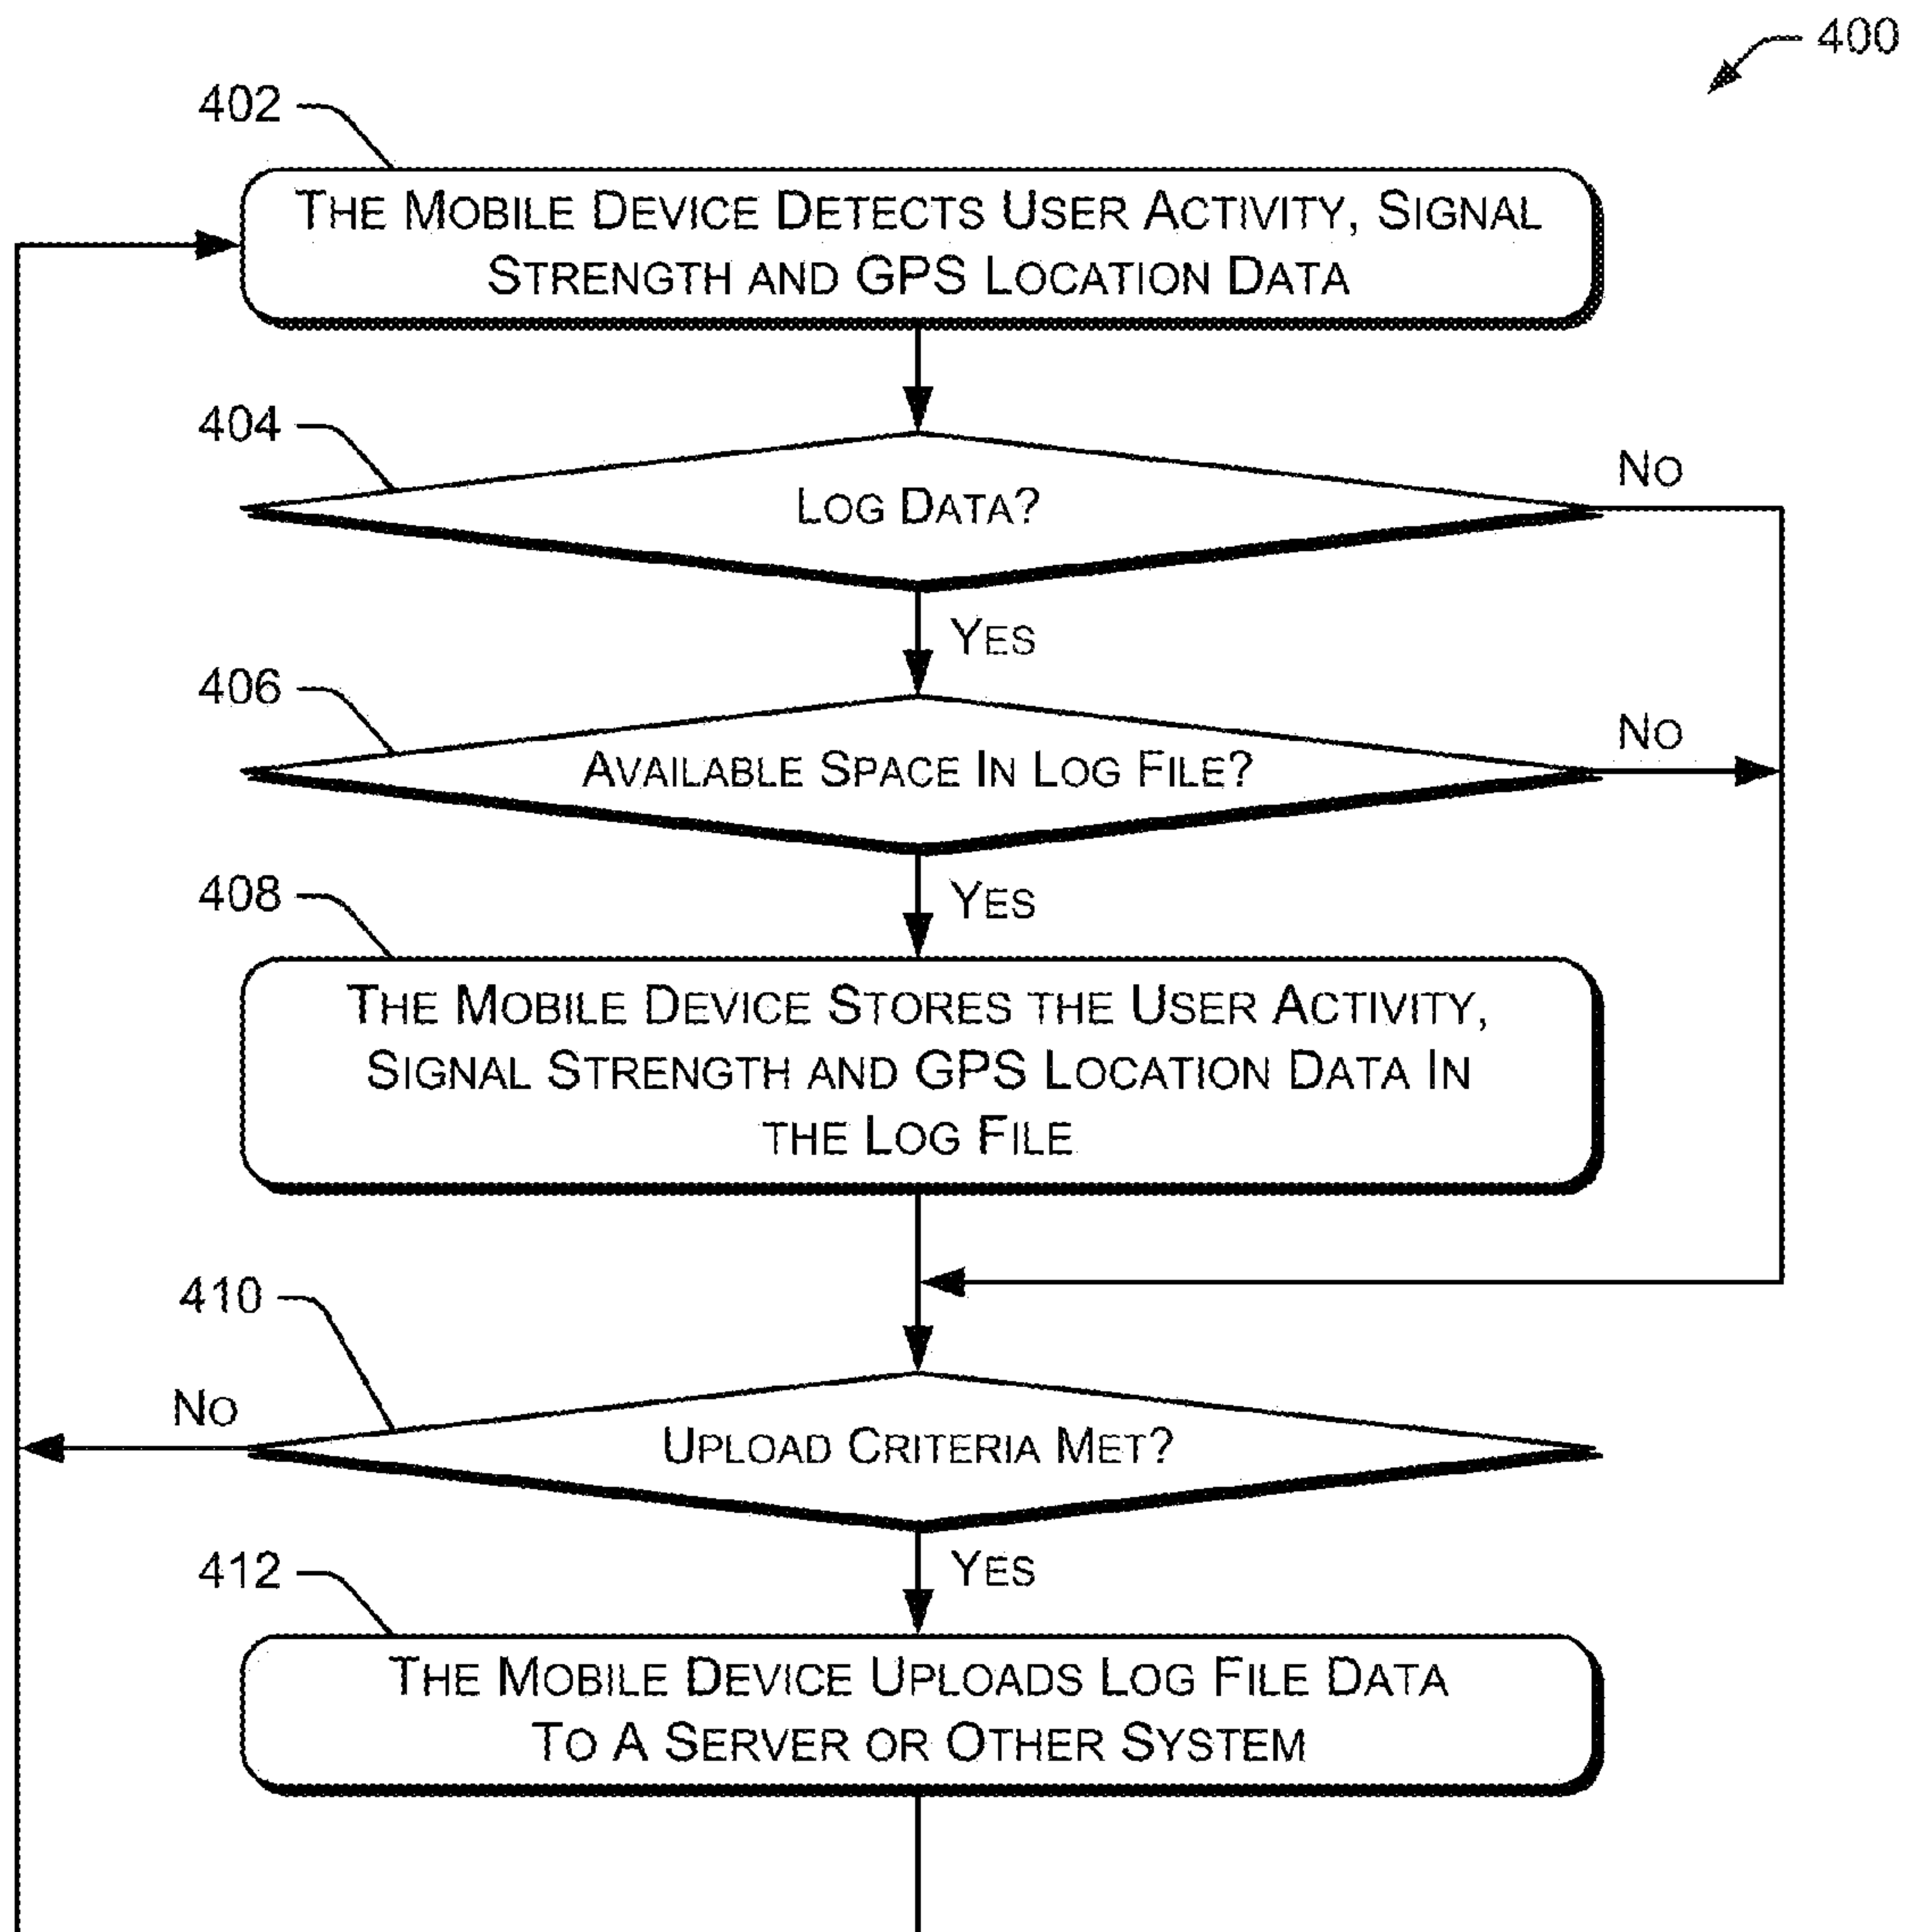 400
402
The Mobile Device Detects User Activity, Signal
Strength and GPS Location Data
404
Log Data?
No
Yes
406
Available Space In Log File?
No
Yes
408
The Mobile Device Stores the User Activity,
Signal Strength and GPS Location Data In
the Log File
410
No
Upload Criteria Met?
Yes
412
The Mobile Device Uploads Log File Data
To A Server or Other System